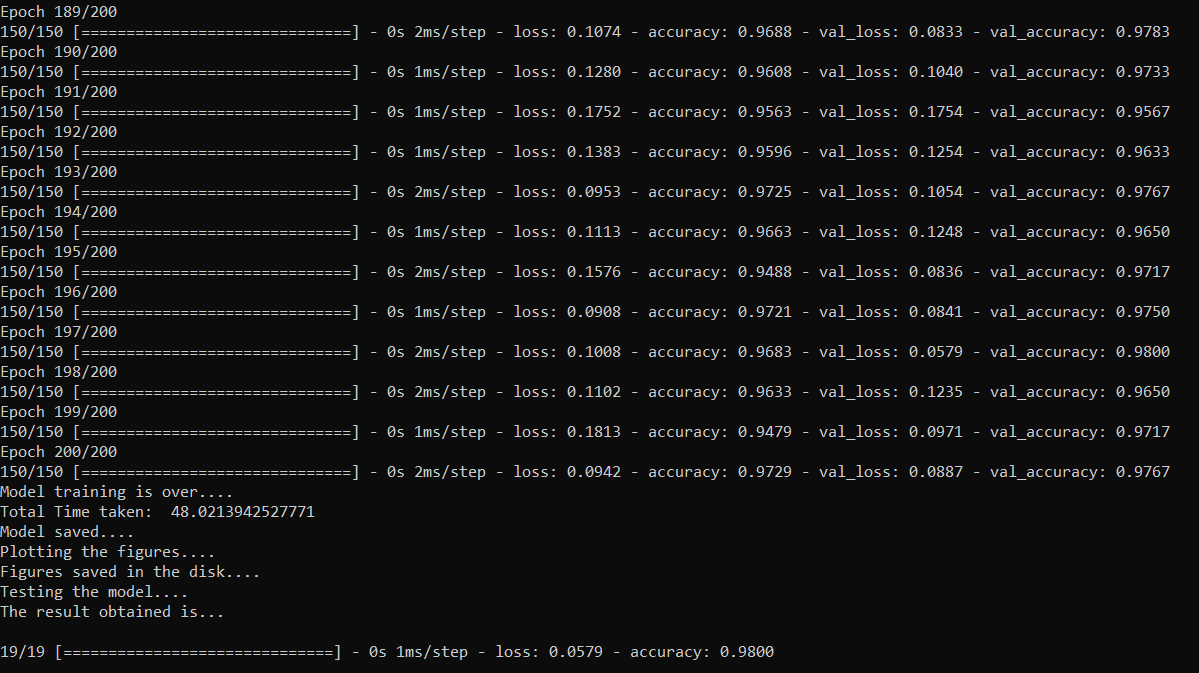 Epoch 189/200
150/150 [==============================] - 0s 2ms/step - loss: 0.1074 - accuracy: 0.9688 - val_loss: 0.0833 - val_accuracy: 0.9783
Epoch 190/200
150/150 [==============================] - 0s 1ms/step - loss: 0.1280 - accuracy: 0.9608 - val_loss: 0.1040 - val_accuracy: 0.9733
Epoch 191/200
150/150 [==============================] - 0s 1ms/step - loss: 0.1752 - accuracy: 0.9563 - val_loss: 0.1754 - val_accuracy: 0.9567
Epoch 192/200
150/150 [==============================] - 0s 1ms/step - loss: 0.1383 - accuracy: 0.9596 - val_loss: 0.1254 - val_accuracy: 0.9633
Epoch 193/200
150/150 [==============================] - 0s 2ms/step - loss: 0.0953 - accuracy: 0.9725 - val_loss: 0.1054 - val_accuracy: 0.9767
Epoch 194/200
150/150 [==============================] - 0s 1ms/step - loss: 0.1113 - accuracy: 0.9663 - val_loss: 0.1248 - val_accuracy: 0.9650
Epoch 195/200
150/150 [==============================] - 0s 2ms/step - loss: 0.1576 - accuracy: 0.9488 - val_loss: 0.0836 - val_accuracy: 0.9717
Epoch 196/200
150/150 [==============================] - 0s 1ms/step - loss: 0.0908 - accuracy: 0.9721 - val_loss: 0.0841 - val_accuracy: 0.9750
Epoch 197/200
150/150 [==============================] - 0s 2ms/step - loss: 0.1008 - accuracy: 0.9683 - val_loss: 0.0579 - val_accuracy: 0.9800
Epoch 198/200
150/150 [==============================] - 0s 2ms/step - loss: 0.1102 - accuracy: 0.9633 - val_loss: 0.1235 - val_accuracy: 0.9650
Epoch 199/200
150/150 [==============================] - 0s 1ms/step - loss: 0.1813 - accuracy: 0.9479 - val_loss: 0.0971 - val_accuracy: 0.9717
Epoch 200/200
150/150 [==============================] - 0s 2ms/step - loss: 0.0942 - accuracy: 0.9729 - val_loss: 0.0887 - val_accuracy: 0.9767
Model training is over....
Total Time taken:  48.0213942527771
Model saved....
Plotting the figures....
Figures saved in the disk....
Testing the model....
The result obtained is...
19/19 [==============================] - 0s 1ms/step - loss: 0.0579 - accuracy: 0.9800